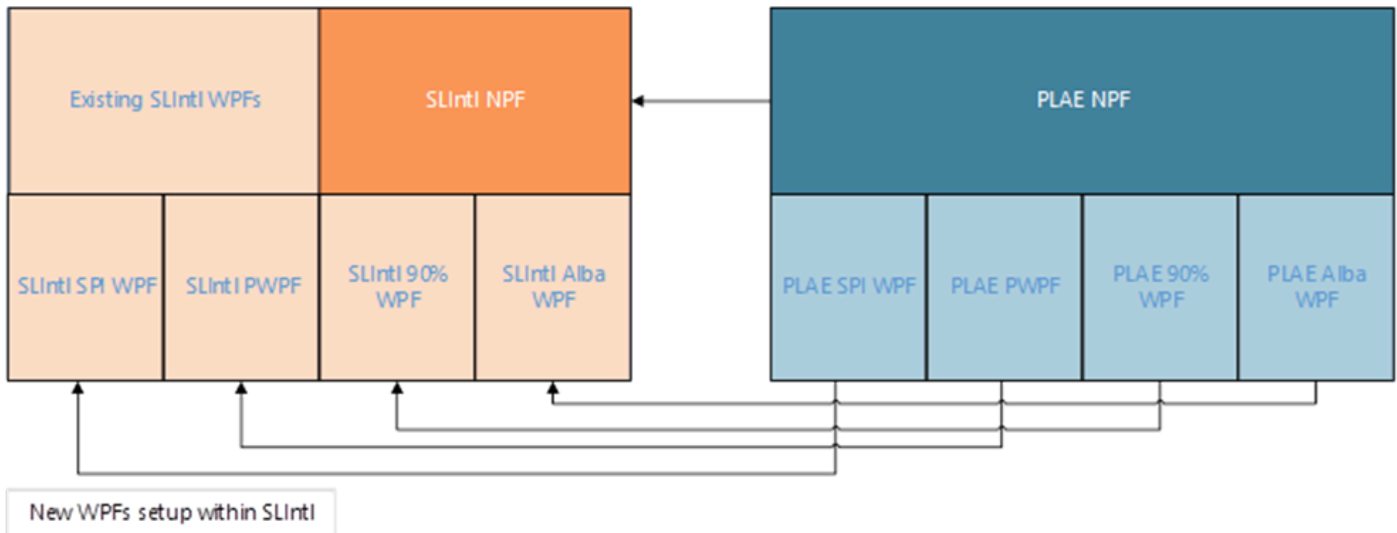 Existing SLIntl WPFs
SLIntl NPF
PLAE NPF
SLIntl SPI WPF
SLIntl PWPF
SLIntl 90%
WPF
SLIntl Alba
WPF
PLAE SPI WPF
PLAE PWPF
PLAE 90%
WPF
PLAE Alba
WPF
New WPFs setup within SLIntl